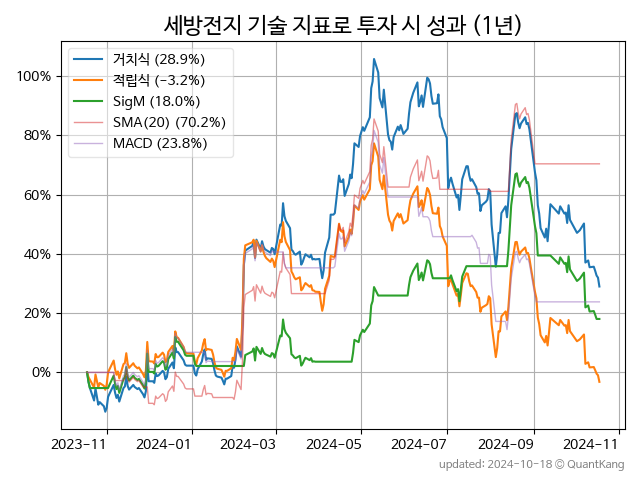 세방전지 기술 지표로 투자 시 성과 (1년)
거치식 (28.9%)
적립식 (-3.2%)
SigM (18.0%)
SMA(20) (70.2%)
MACD (23.8%)
100%
80%
60%
40%
20%
0%
2023-11 2024-01 2024-03 2024-05 2024-07 2024-09 2024-11
updated: 2024-10-18 © QuantKang